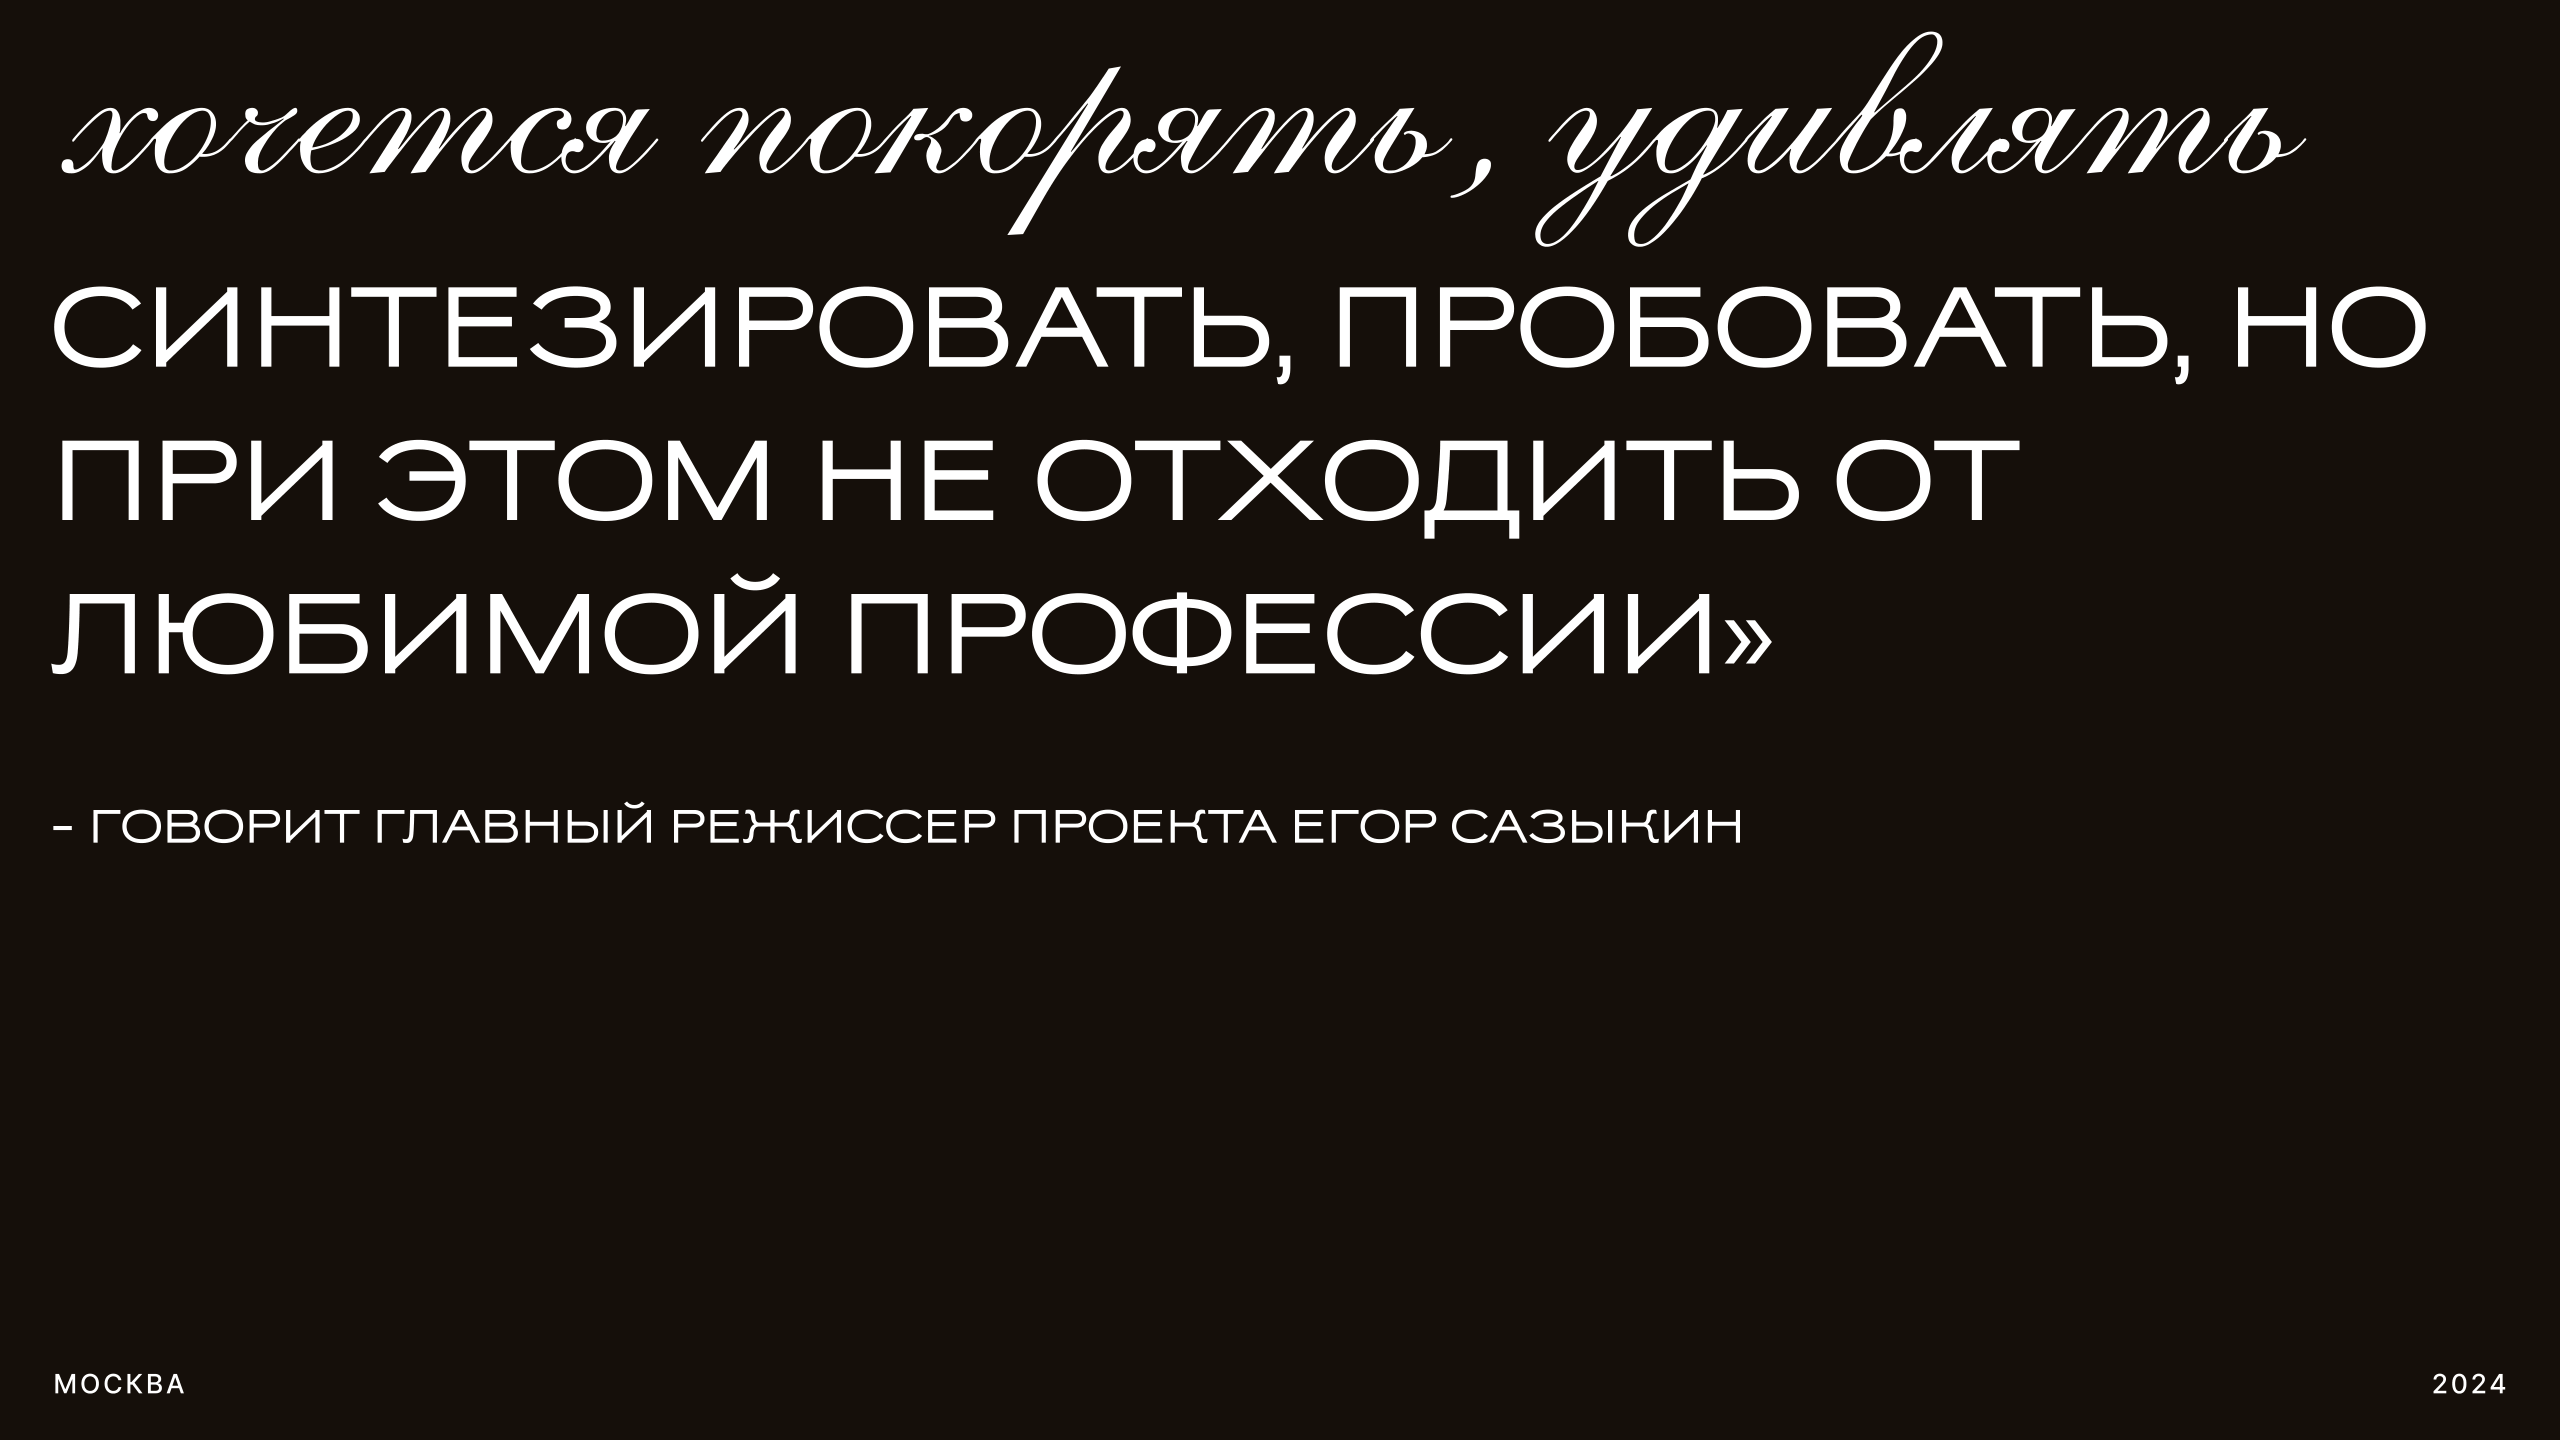 хочется покорять, удивлять
СИНТЕЗИРОВАТЬ, ПРОБОВАТЬ, НО
ПРИ ЭТОМ НЕ ОТХОДИТЬ ОТ
ЛЮБИМОЙ ПРОФЕССИИ»
- ГОВОРИТ ГЛАВНЫЙ РЕЖИССЕР ПРОЕКТА ЕГОР САЗЫКИН
МОСКВА
2024